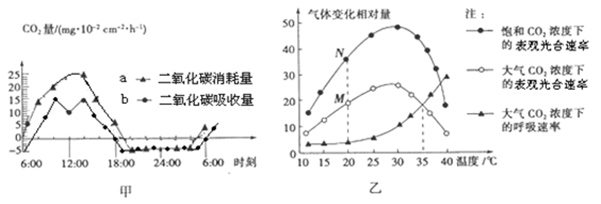 CO₂量/(mg·10⁻²cm⁻²·h⁻¹)
25
20
15
10
5
0
-5
a 二氧化碳消耗量
b 二氧化碳吸收量
6:00 12:00 18:00 24:00 6:00 时刻
甲
气体变化相对量
50
40
30
20
10
0
N
M
12 15 20 25 30 35 40 温度/℃
乙
注：
饱和CO₂浓度下
的表观光合速率
大气CO₂浓度下
的表观光合速率
大气CO₂浓度下
的呼吸速率